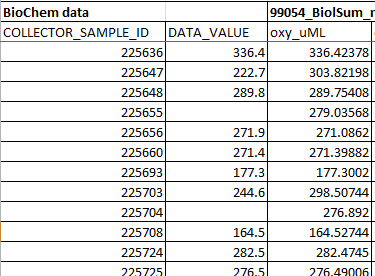 BioChem data 99054_BiolSum_
COLLECTOR_SAMPLE_ID DATA_VALUE oxy_uML
225636 336.4 336.42378
225647 222.7 303.82198
225648 289.8 289.75408
225655 279.03568
225656 271.9 271.0862
225660 271.4 271.39882
225693 177.3 177.3002
225703 244.6 298.50744
225704 276.892
225708 164.5 164.52744
225724 282.5 282.4745
225725 276.5 276.49006